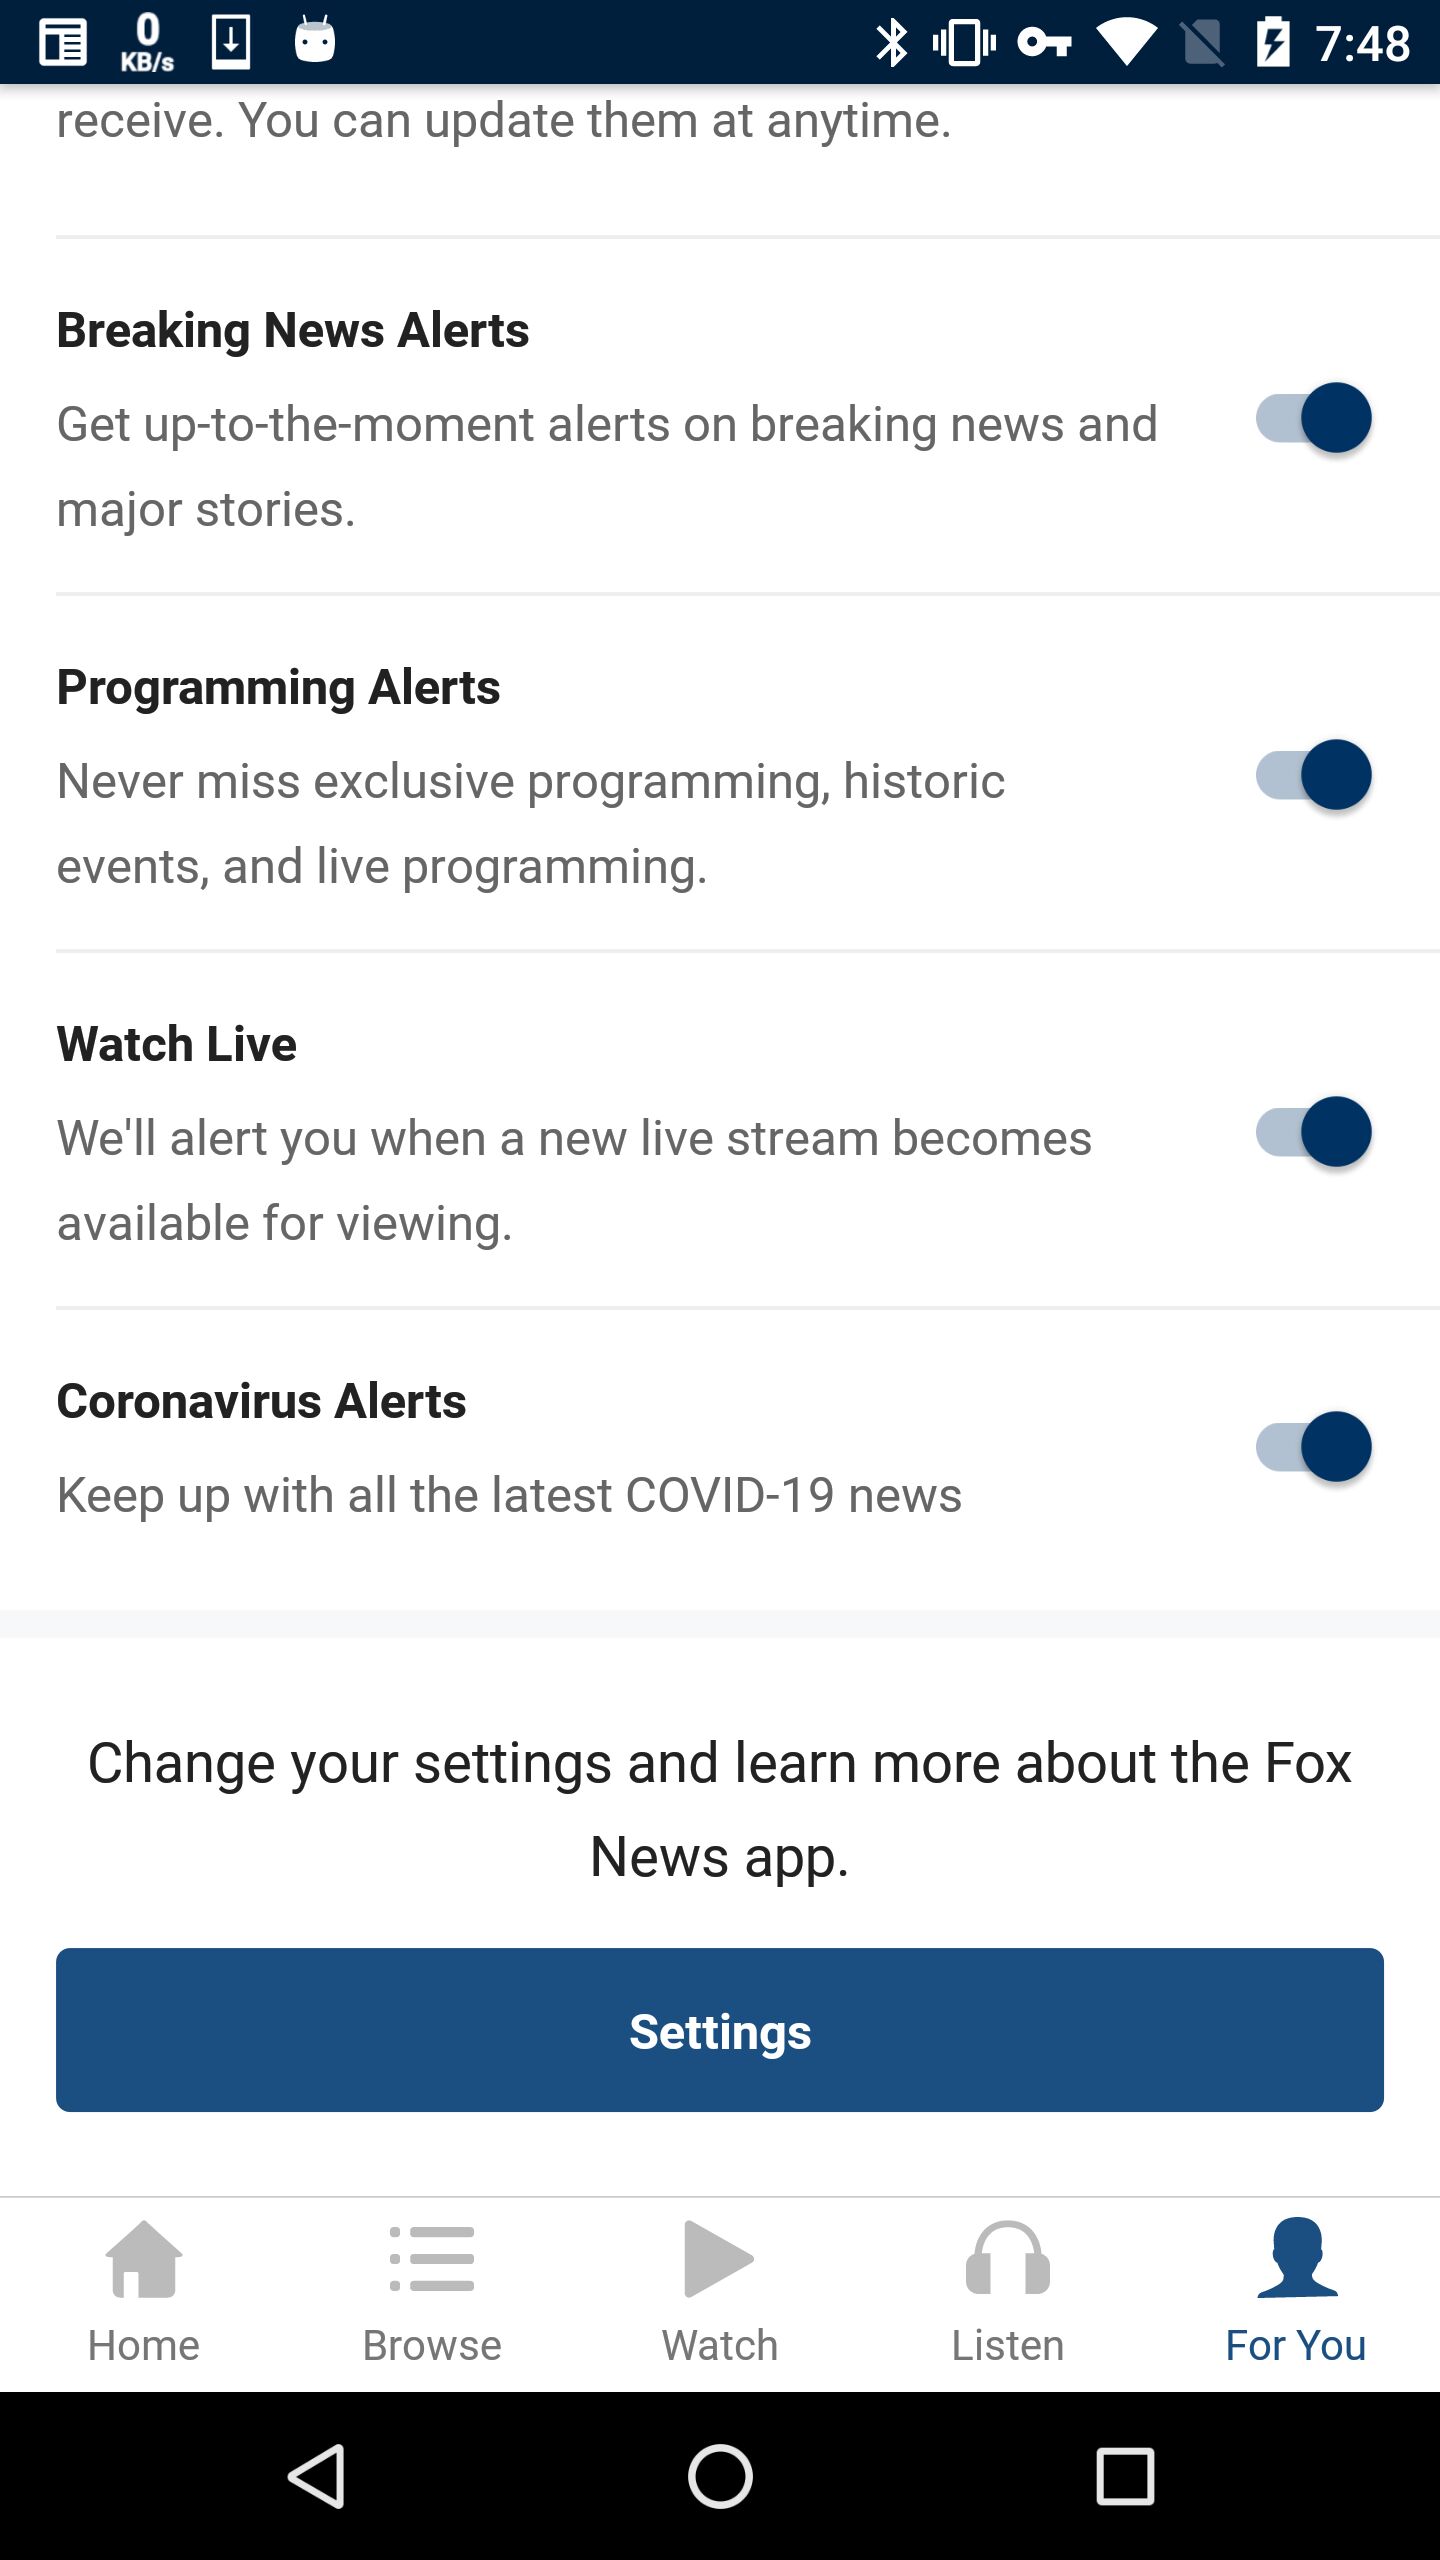 0
KB/s
7:48
receive. You can update them at anytime.
Breaking News Alerts
Get up-to-the-moment alerts on breaking news and
major stories.
Programming Alerts
Never miss exclusive programming, historic
events, and live programming.
Watch Live
We'll alert you when a new live stream becomes
available for viewing.
Coronavirus Alerts
Keep up with all the latest COVID-19 news
Change your settings and learn more about the Fox
News app.
Settings
Home
Browse
Watch
Listen
For You